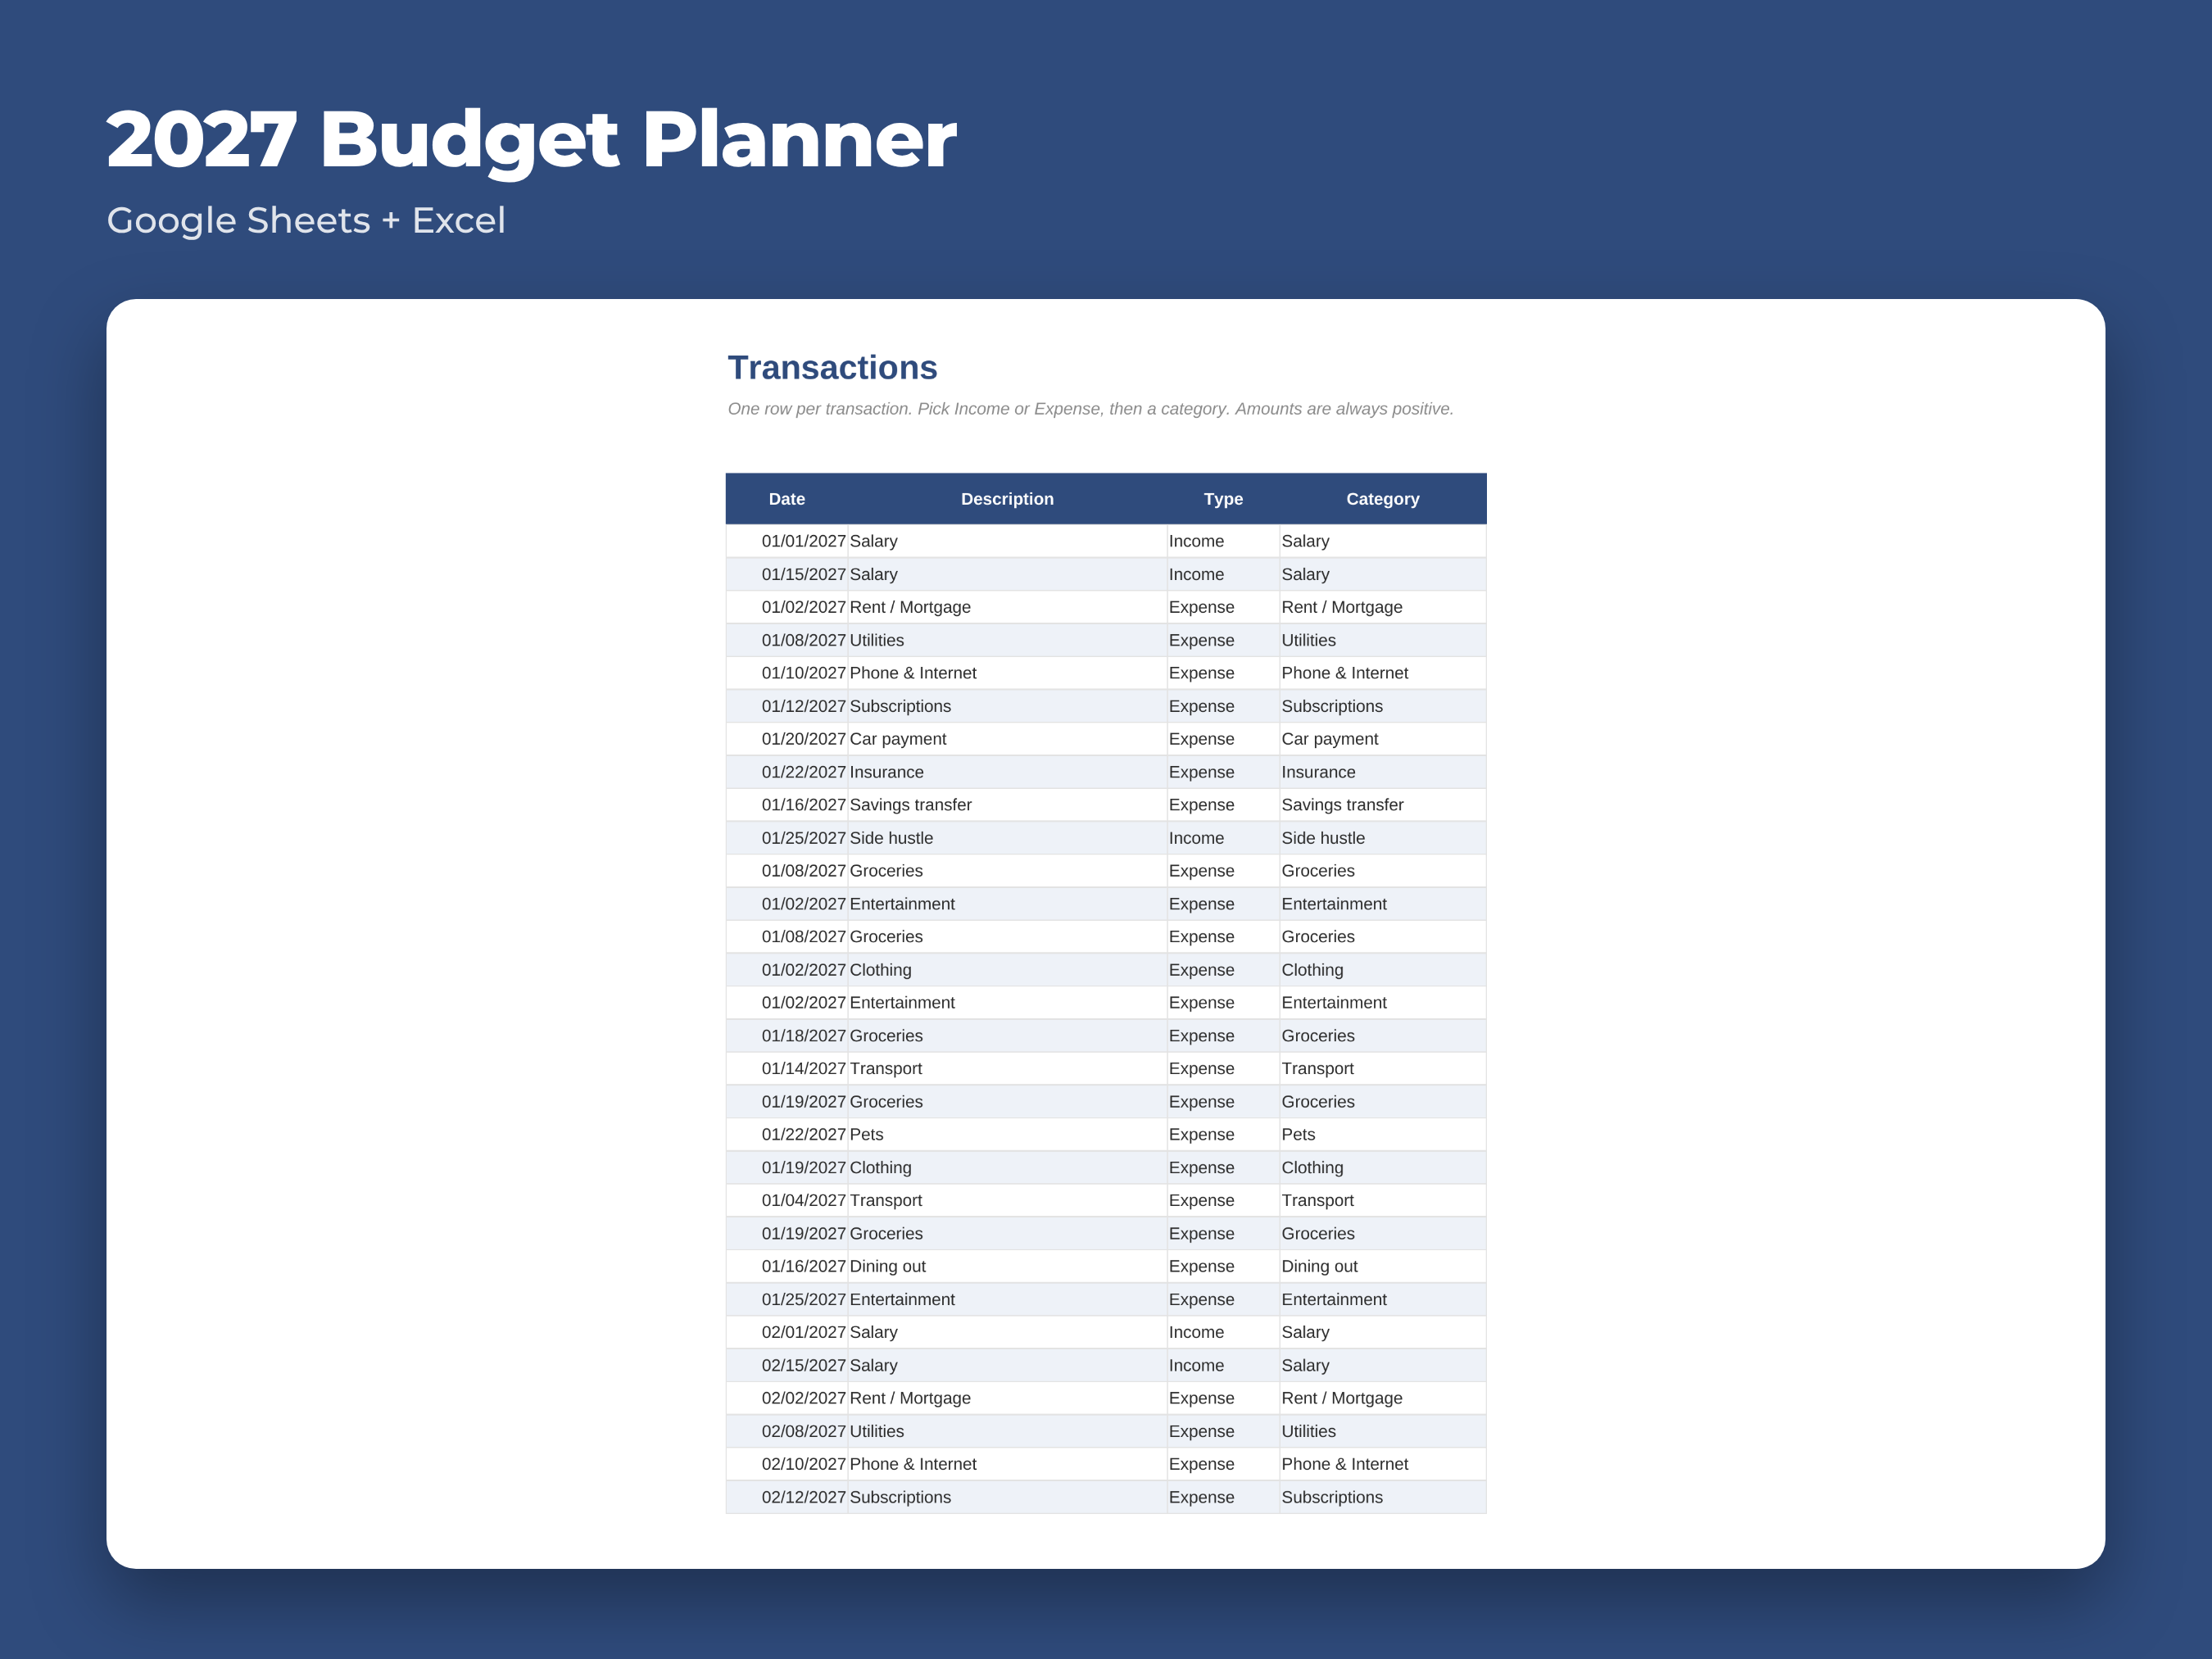 2027 Budget Planner
Google Sheets + Excel
Transactions
One row per transaction. Pick Income or Expense, then a category. Amounts are always positive.
Date Description Type Category
01/01/2027 Salary Income Salary
01/15/2027 Salary Income Salary
01/02/2027 Rent / Mortgage Expense Rent / Mortgage
01/08/2027 Utilities Expense Utilities
01/10/2027 Phone & Internet Expense Phone & Internet
01/12/2027 Subscriptions Expense Subscriptions
01/20/2027 Car payment Expense Car payment
01/22/2027 Insurance Expense Insurance
01/16/2027 Savings transfer Expense Savings transfer
01/25/2027 Side hustle Income Side hustle
01/08/2027 Groceries Expense Groceries
01/02/2027 Entertainment Expense Entertainment
01/08/2027 Groceries Expense Groceries
01/02/2027 Clothing Expense Clothing
01/02/2027 Entertainment Expense Entertainment
01/18/2027 Groceries Expense Groceries
01/14/2027 Transport Expense Transport
01/19/2027 Groceries Expense Groceries
01/22/2027 Pets Expense Pets
01/19/2027 Clothing Expense Clothing
01/04/2027 Transport Expense Transport
01/19/2027 Groceries Expense Groceries
01/16/2027 Dining out Expense Dining out
01/25/2027 Entertainment Expense Entertainment
02/01/2027 Salary Income Salary
02/15/2027 Salary Income Salary
02/02/2027 Rent / Mortgage Expense Rent / Mortgage
02/08/2027 Utilities Expense Utilities
02/10/2027 Phone & Internet Expense Phone & Internet
02/12/2027 Subscriptions Expense Subscriptions